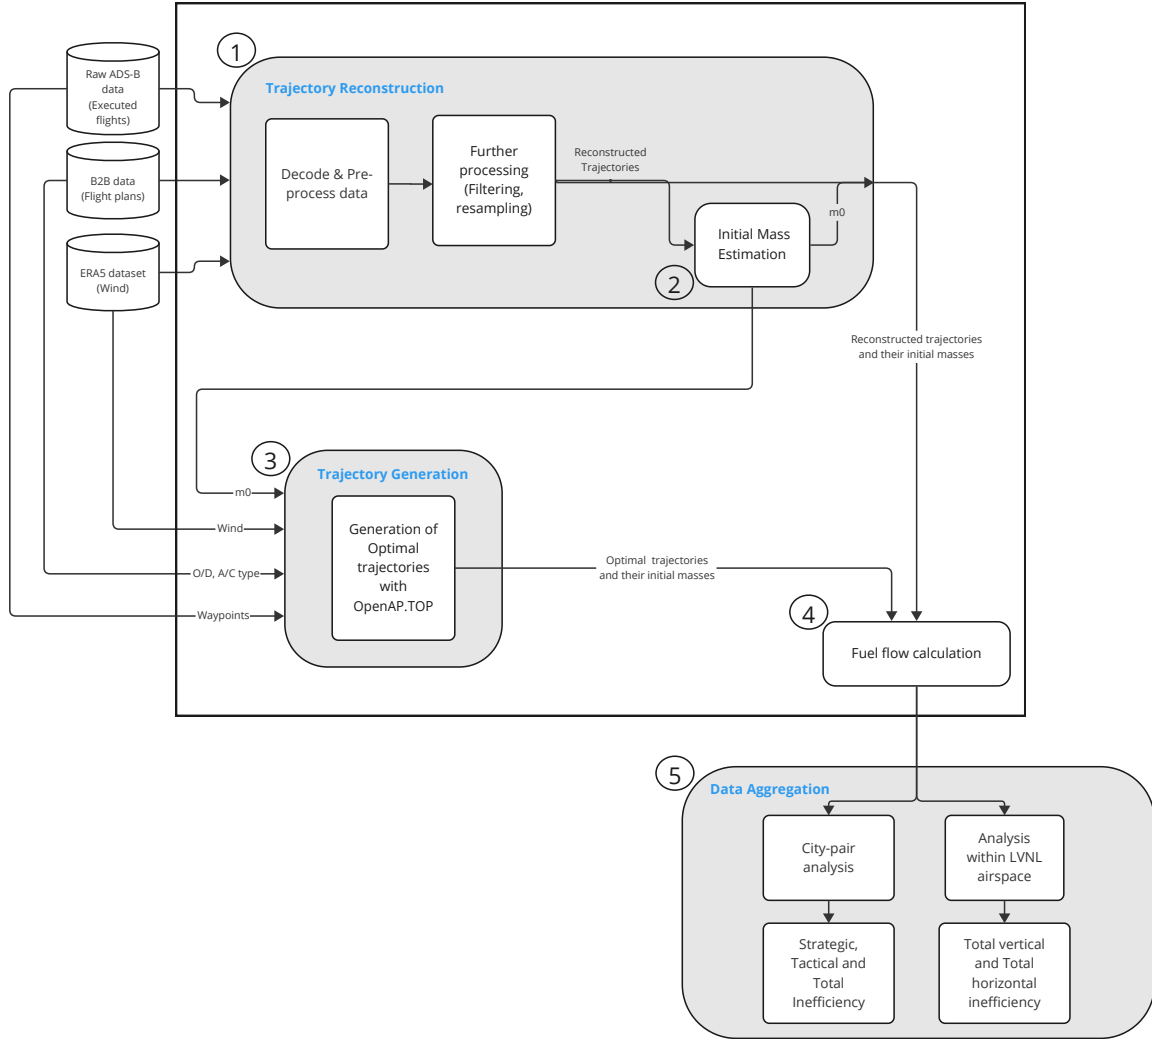 1
Raw ADS-B
data
(Executed
flights)
B2B data
(Flight plans)
ERA5 dataset
(Wind)
Trajectory Reconstruction
Decode & Pre-
process data
Further
processing
(Filtering,
resampling)
Reconstructed
Trajectories
m0
Initial Mass
Estimation
2
Reconstructed trajectories
and their initial masses
3
Trajectory Generation
m0
Wind
O/D, A/C type
Waypoints
Generation of
Optimal
trajectories
with
OpenAP.TOP
Optimal trajectories
and their initial masses
4
Fuel flow calculation
5
Data Aggregation
City-pair
analysis
Analysis
within LVNL
airspace
Strategic,
Tactical and
Total
Inefficiency
Total vertical
and Total
horizontal
inefficiency